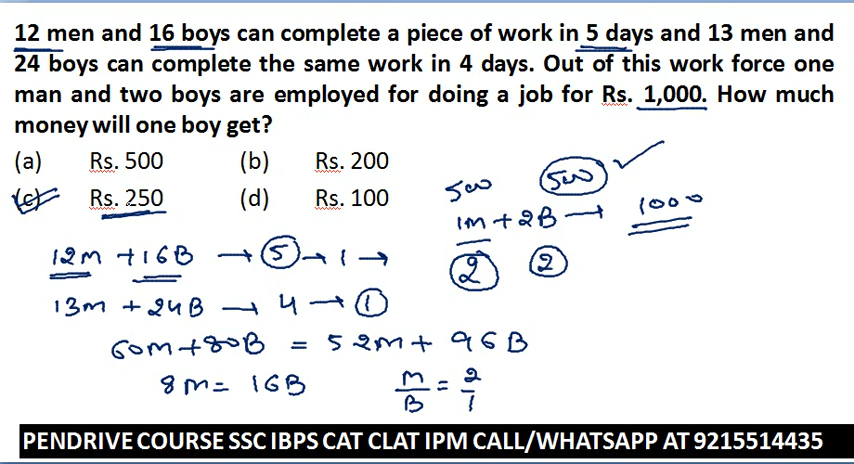 12 men and 16 boys can complete a piece of work in 5 days and 13 men and
24 boys can complete the same work in 4 days. Out of this work force one
man and two boys are employed for doing a job for Rs. 1,000. How much
money will one boy get?
(a) Rs. 500 (b) Rs. 200
(c) Rs. 250 (d) Rs. 100
500 500
1M + 2B → 1000
2 2
12M + 16B → 5 → 1 →
13M + 24B → 4 → 1
60M + 80B = 52M + 96B
8M = 16B M/B = 2/1
PENDRIVE COURSE SSC IBPS CAT CLAT IPM CALL/WHATSAPP AT 9215514435